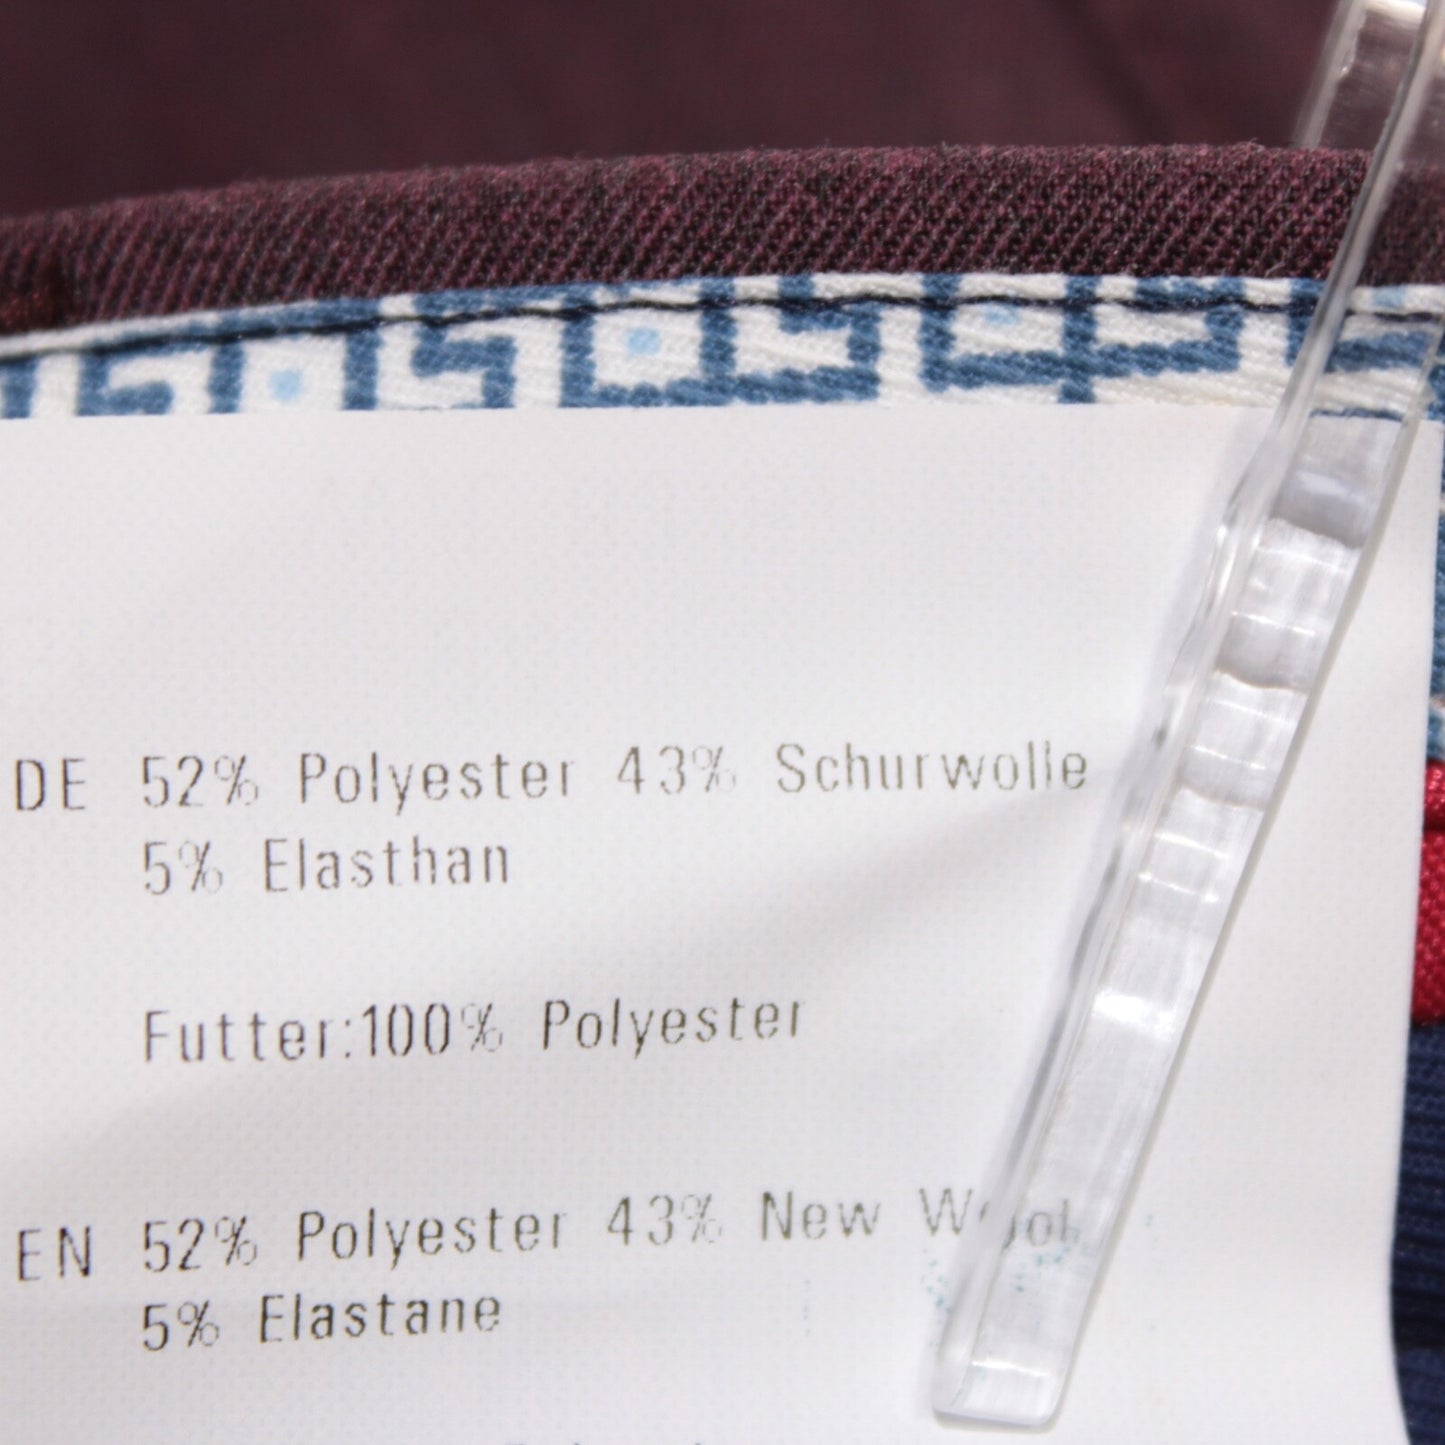 DE 52% Polyester 43% Schurwolle
5% Elasthan
Futter:100% Polyester
EN 52% Polyester 43% New Wool
5% Elastane